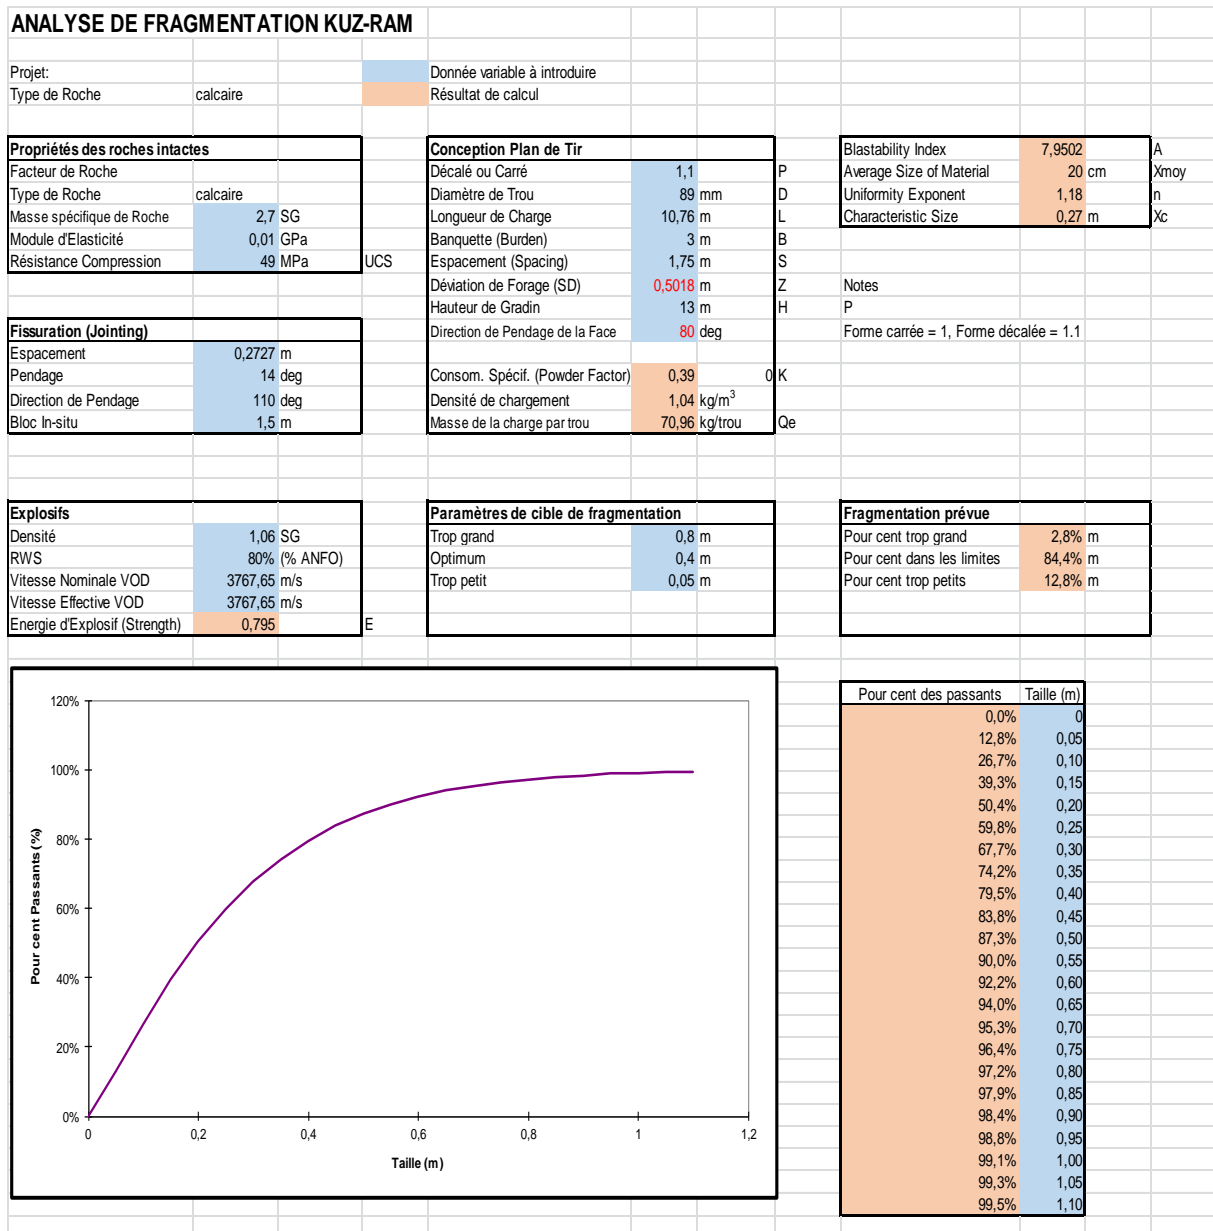 ANALYSE DE FRAGMENTATION KUZ-RAM
Projet: Donnée variable à introduire
Type de Roche calcaire Résultat de calcul
Propriétés des roches intactes
Facteur de Roche
Type de Roche calcaire
Masse spécifique de Roche 2,7 SG
Module d'Elasticité 0,01 GPa
Résistance Compression 49 MPa UCS
Fissuration (Jointing)
Espacement 0,2727 m
Pendage 14 deg
Direction de Pendage 110 deg
Bloc In-situ 1,5 m
Conception Plan de Tir
Décalé ou Carré 1,1 P
Diamètre de Trou 89 mm D
Longueur de Charge 10,76 m L
Banquette (Burden) 3 m B
Espacement (Spacing) 1,75 m S
Déviation de Forage (SD) 0,5018 m Z
Hauteur de Gradin 13 m H
Direction de Pendage de la Face 80 deg
Consom. Spécif. (Powder Factor) 0,39 0 K
Densité de chargement 1,04 kg/m³
Masse de la charge par trou 70,96 kg/trou Qe
Blastability Index 7,9502 A
Average Size of Material 20 cm Xmoy
Uniformity Exponent 1,18 n
Characteristic Size 0,27 m Xc
Notes
P
Forme carrée = 1, Forme décalée = 1.1
Explosifs
Densité 1,06 SG
RWS 80% (% ANFO)
Vitesse Nominale VOD 3767,65 m/s
Vitesse Effective VOD 3767,65 m/s
Energie d'Explosif (Strength) 0,795 E
Paramètres de cible de fragmentation
Trop grand 0,8 m
Optimum 0,4 m
Trop petit 0,05 m
Fragmentation prévue
Pour cent trop grand 2,8% m
Pour cent dans les limites 84,4% m
Pour cent trop petits 12,8% m
120%
100%
80%
60%
40%
20%
0%
Pour cent Passants (%)
0 0,2 0,4 0,6 0,8 1 1,2
Taille (m)
Pour cent des passants Taille (m)
0,0% 0
12,8% 0,05
26,7% 0,10
39,3% 0,15
50,4% 0,20
59,8% 0,25
67,7% 0,30
74,2% 0,35
79,5% 0,40
83,8% 0,45
87,3% 0,50
90,0% 0,55
92,2% 0,60
94,0% 0,65
95,3% 0,70
96,4% 0,75
97,2% 0,80
97,9% 0,85
98,4% 0,90
98,8% 0,95
99,1% 1,00
99,3% 1,05
99,5% 1,10